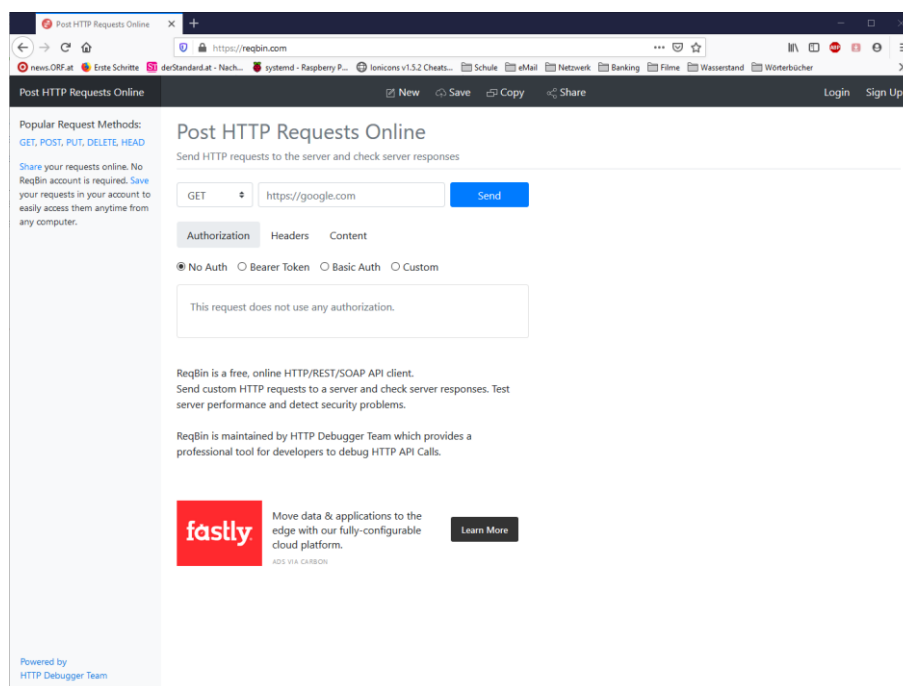 Post HTTP Requests Online
https://reqbin.com
news.ORF.at Erste Schritte derStandard.at - Nach... systemd - Raspberry P... Ionicons v1.5.2 Cheats... Schule eMail Netzwerk Banking Filme Wasserstand Wörterbücher
Post HTTP Requests Online New Save Copy Share Login Sign Up
Popular Request Methods:
GET, POST, PUT, DELETE, HEAD
Share your requests online. No
ReqBin account is required. Save
your requests in your account to
easily access them anytime from
any computer.
Post HTTP Requests Online
Send HTTP requests to the server and check server responses
GET https://google.com Send
Authorization Headers Content
No Auth Bearer Token Basic Auth Custom
This request does not use any authorization.
ReqBin is a free, online HTTP/REST/SOAP API client.
Send custom HTTP requests to a server and check server responses. Test
server performance and detect security problems.
ReqBin is maintained by HTTP Debugger Team which provides a
professional tool for developers to debug HTTP API Calls.
fastly
Move data & applications to the
edge with our fully-configurable
cloud platform.
ADS VIA CARBON
Learn More
Powered by
HTTP Debugger Team